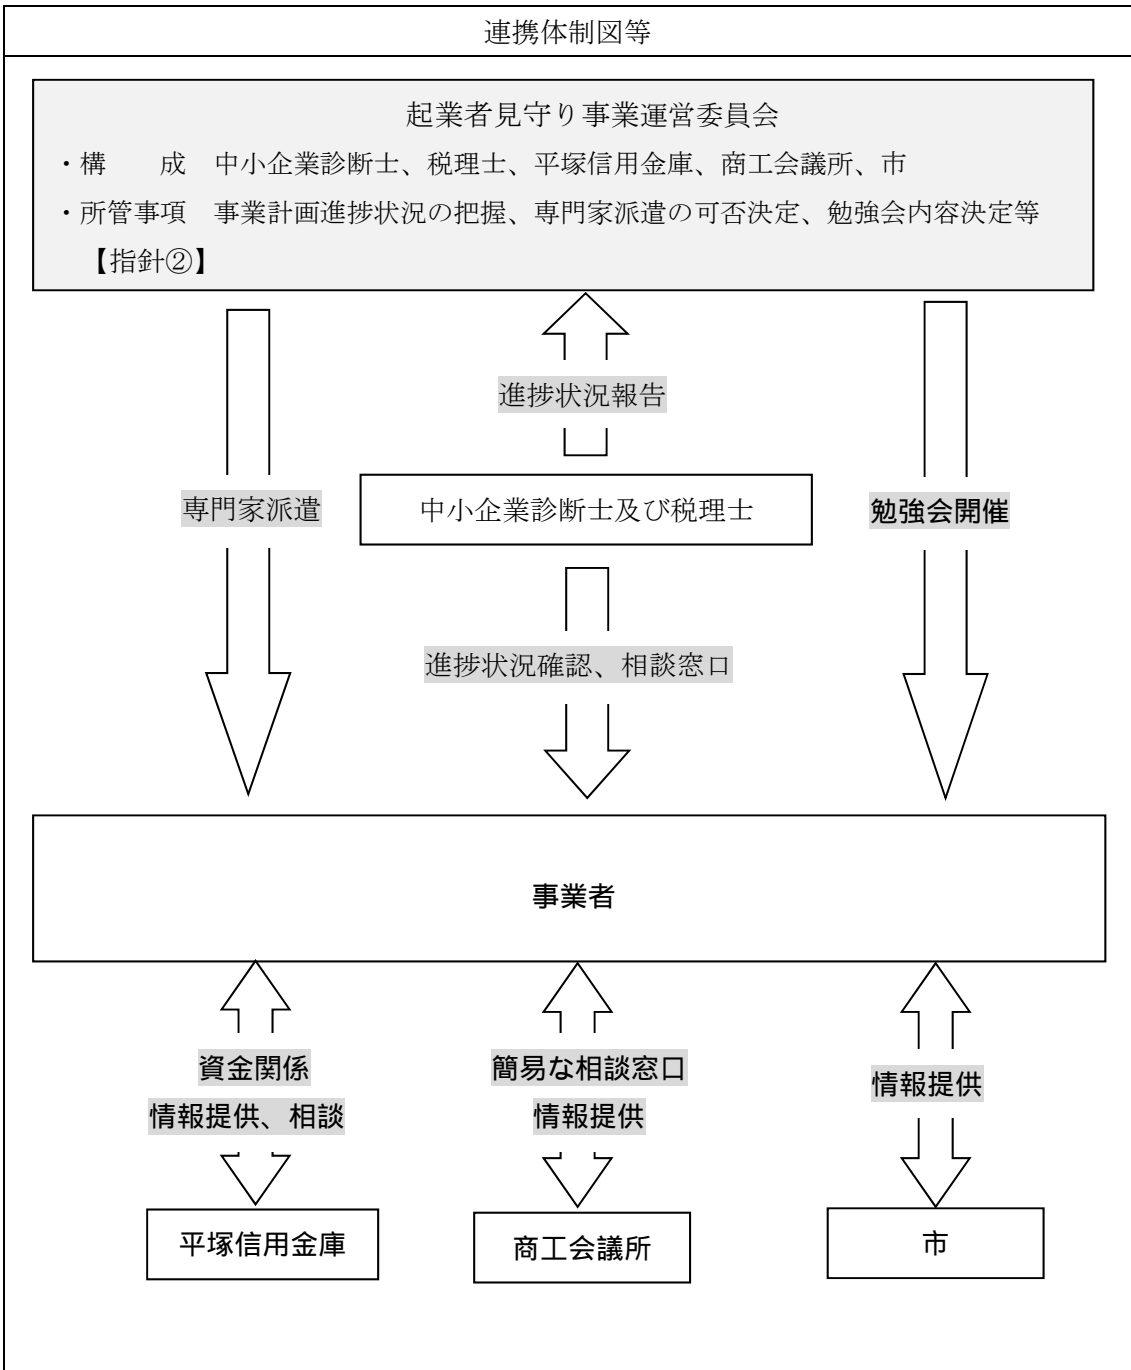 連携体制図等
起業者見守り事業運営委員会
・構　　成　中小企業診断士、税理士、平塚信用金庫、商工会議所、市
・所管事項　事業計画進捗状況の把握、専門家派遣の可否決定、勉強会内容決定等
【指針②】
進捗状況報告
専門家派遣
中小企業診断士及び税理士
勉強会開催
進捗状況確認、相談窓口
事業者
資金関係
情報提供、相談
簡易な相談窓口
情報提供
情報提供
平塚信用金庫
商工会議所
市